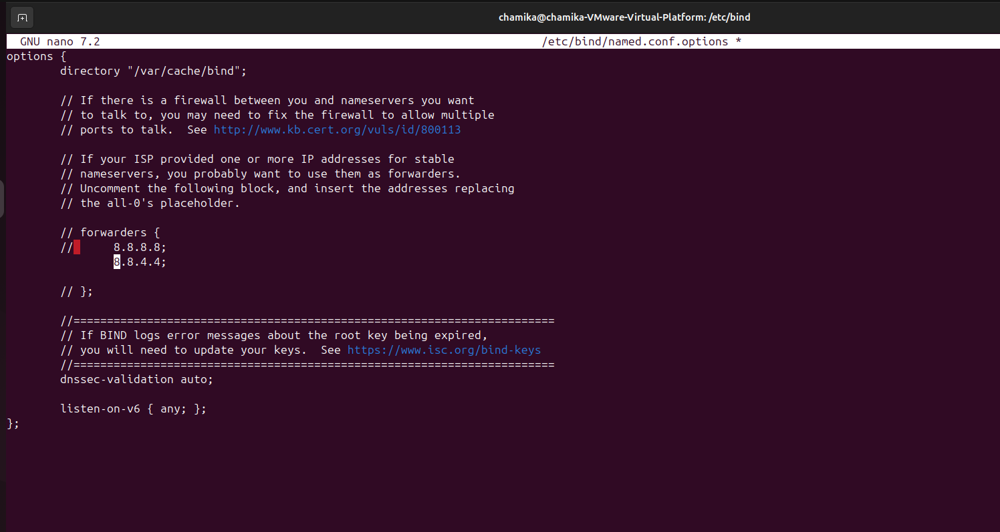 chamika@chamika-VMware-Virtual-Platform: /etc/bind
GNU nano 7.2 /etc/bind/named.conf.options *
options {
        directory "/var/cache/bind";

        // If there is a firewall between you and nameservers you want
        // to talk to, you may need to fix the firewall to allow multiple
        // ports to talk.  See http://www.kb.cert.org/vuls/id/800113

        // If your ISP provided one or more IP addresses for stable
        // nameservers, you probably want to use them as forwarders.
        // Uncomment the following block, and insert the addresses replacing
        // the all-0's placeholder.

        // forwarders {
        //      8.8.8.8;
                8.8.4.4;

        // };

        //========================================================================
        // If BIND logs error messages about the root key being expired,
        // you will need to update your keys.  See https://www.isc.org/bind-keys
        //========================================================================
        dnssec-validation auto;

        listen-on-v6 { any; };
};